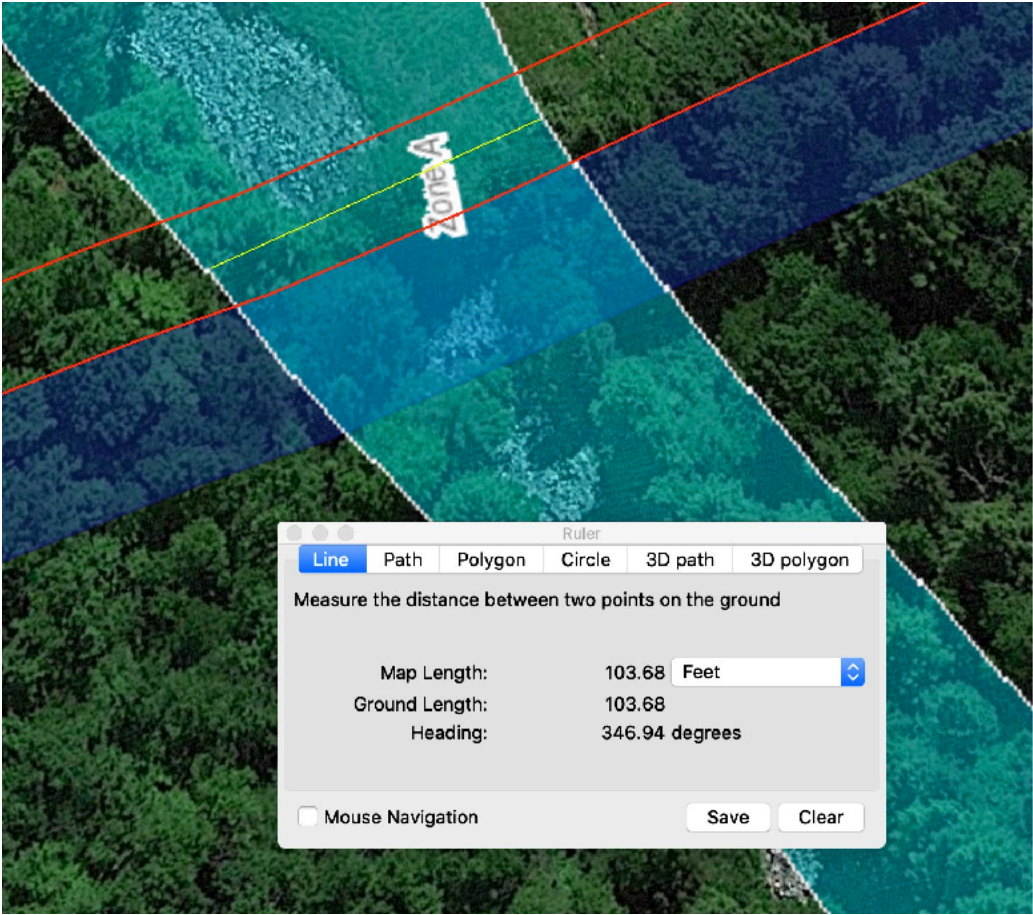 Zone A
Ruler
Line Path Polygon Circle 3D path 3D polygon
Measure the distance between two points on the ground
Map Length: 103.68 Feet
Ground Length: 103.68
Heading: 346.94 degrees
Mouse Navigation Save Clear